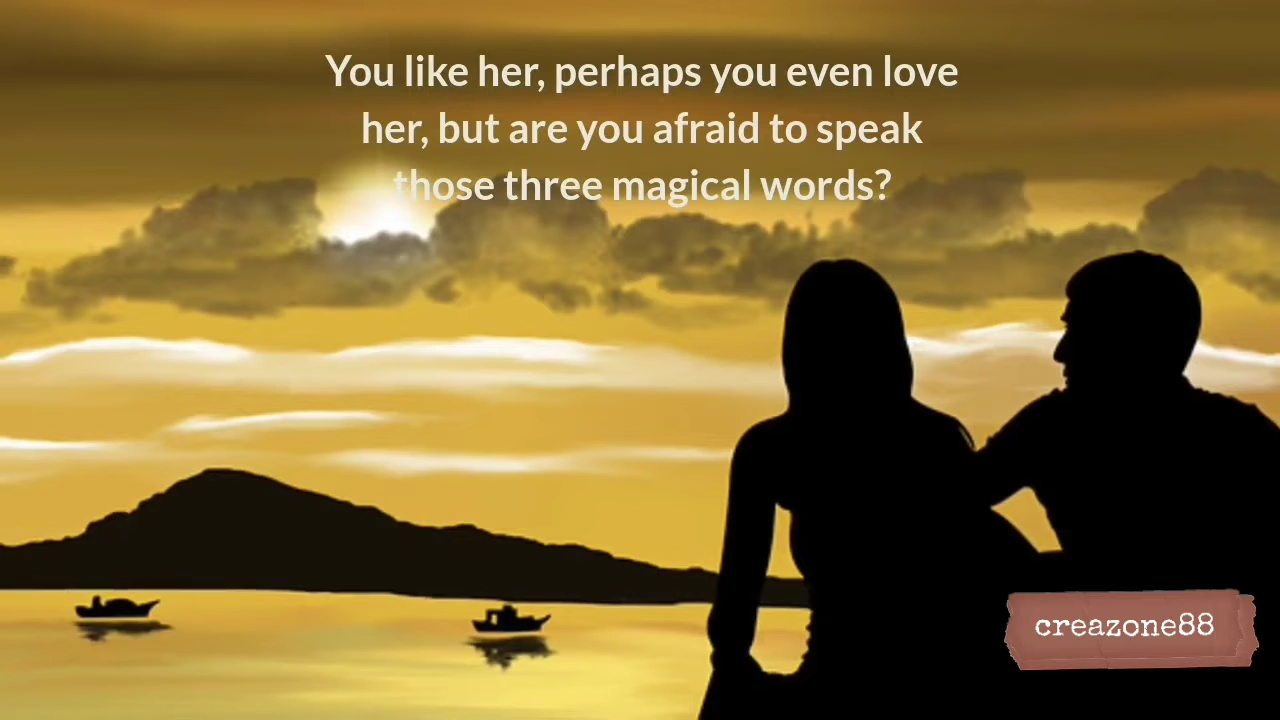 You like her, perhaps you even love
her, but are you afraid to speak
those three magical words?
creazone88